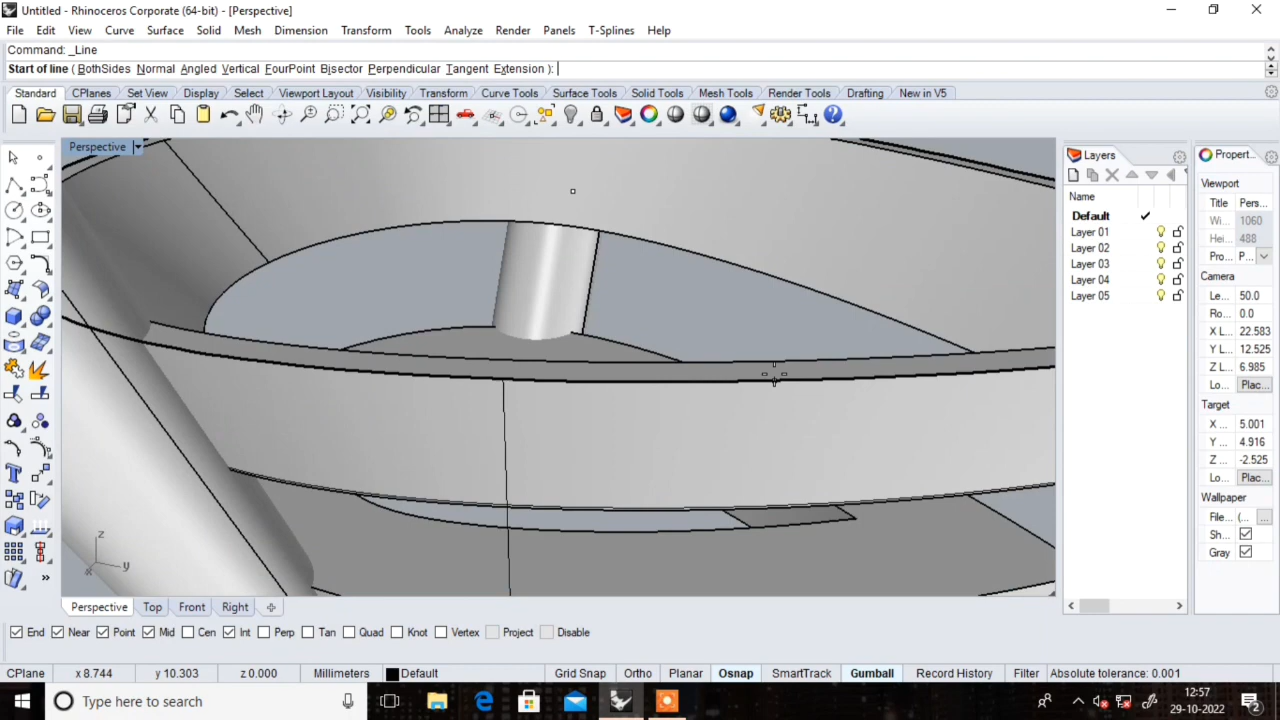 Untitled - Rhinoceros Corporate (64-bit) - [Perspective]
File Edit View Curve Surface Solid Mesh Dimension Transform Tools Analyze Render Panels T-Splines Help
Command: _Line
Start of line ( BothSides Normal Angled Vertical FourPoint Bisector Perpendicular Tangent Extension ):
Standard CPlanes Set View Display Select Viewport Layout Visibility Transform Curve Tools Surface Tools Solid Tools Mesh Tools Render Tools Drafting New in V5
Perspective
Layers
Name
Default
Layer 01
Layer 02
Layer 03
Layer 04
Layer 05
Propert...
Viewport
Title Pers...
Wi... 1060
Hei... 488
Pro... P...
Camera
Le... 50.0
Ro... 0.0
X L... 22.583
Y L... 12.525
Z L... 6.985
Lo... Plac...
Target
X ... 5.001
Y ... 4.916
Z ... -2.525
Lo... Plac...
Wallpaper
File... (... ...
Sh...
Gray
z
y
x
Perspective Top Front Right
End Near Point Mid Cen Int Perp Tan Quad Knot Vertex Project Disable
CPlane x 8.744 y 10.303 z 0.000 Millimeters Default Grid Snap Ortho Planar Osnap SmartTrack Gumball Record History Filter Absolute tolerance: 0.001
Type here to search
12:57
29-10-2022
2